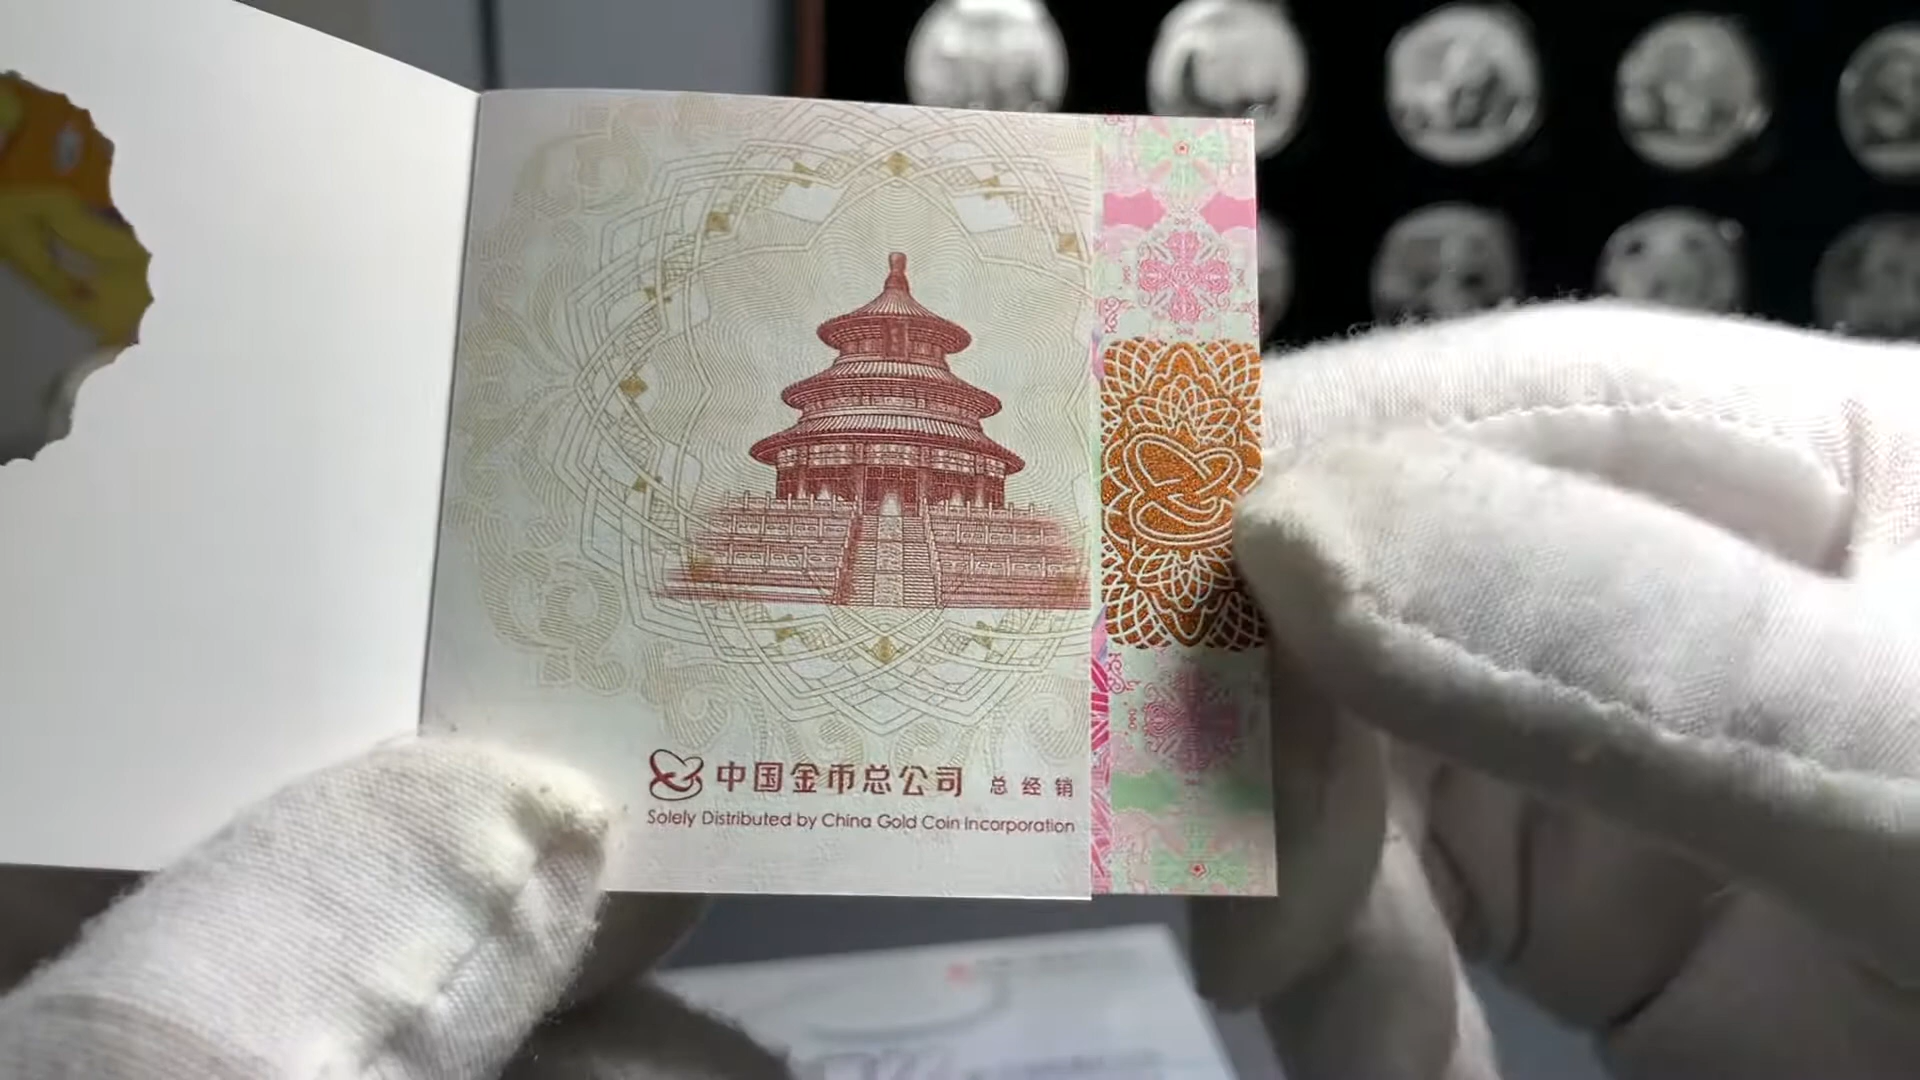 中国金币总公司 总经销
Solely Distributed by China Gold Coin Incorporation